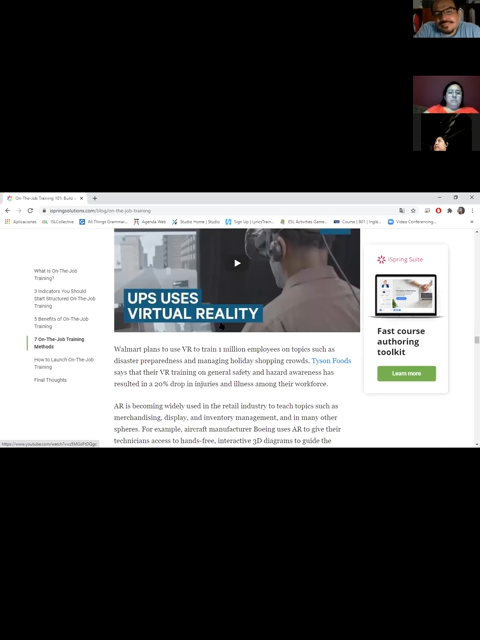 On-The-Job Training 101: Build
ispringsolutions.com/blog/on-the-job-training
Aplicaciones
ISLCollective
All Things Grammar
Agenda Web
Studio Home | Studio
Sign Up | LyricsTrain...
ESL Activities Game...
Course | 901 | Ingle...
Video Conferencing...
What is On-The-Job
Training?
3 Indicators You Should
Start Structured On-The-Job
Training
5 Benefits of On-The-Job
Training
7 On-The-Job Training
Methods
How to Launch On-The-Job
Training
Final Thoughts
UPS USES
VIRTUAL REALITY
Walmart plans to use VR to train 1 million employees on topics such as
disaster preparedness and managing holiday shopping crowds. Tyson Foods
says that their VR training on general safety and hazard awareness has
resulted in a 20% drop in injuries and illness among their workforce.
AR is becoming widely used in the retail industry to teach topics such as
merchandising, display, and inventory management, and in many other
spheres. For example, aircraft manufacturer Boeing uses AR to give their
technicians access to hands-free, interactive 3D diagrams to guide the
iSpring Suite
Fast course
authoring
toolkit
Learn more